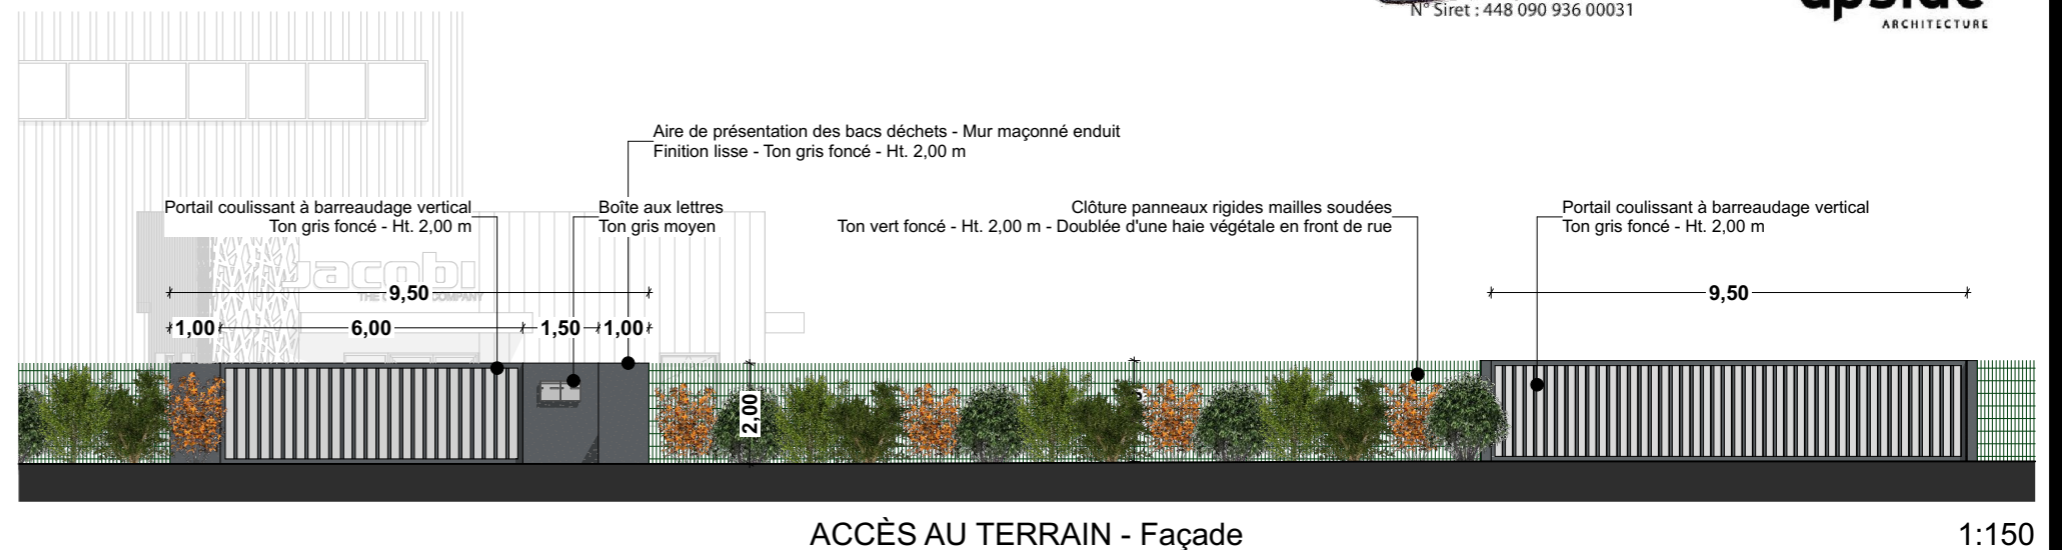 N° Siret : 448 090 936 00031
ARCHITECTURE
Aire de présentation des bacs déchets - Mur maçonné enduit
Finition lisse - Ton gris foncé - Ht. 2,00 m
Portail coulissant à barreaudage vertical
Ton gris foncé - Ht. 2,00 m
Boîte aux lettres
Ton gris moyen
Clôture panneaux rigides mailles soudées
Ton vert foncé - Ht. 2,00 m - Doublée d'une haie végétale en front de rue
Portail coulissant à barreaudage vertical
Ton gris foncé - Ht. 2,00 m
Jacobi
9,50
9,50
1,00
6,00
1,50
1,00
2,00
ACCÈS AU TERRAIN - Façade
1:150